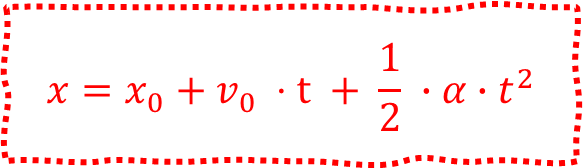 x = x₀ + v₀ · t + 1/2 · α · t²